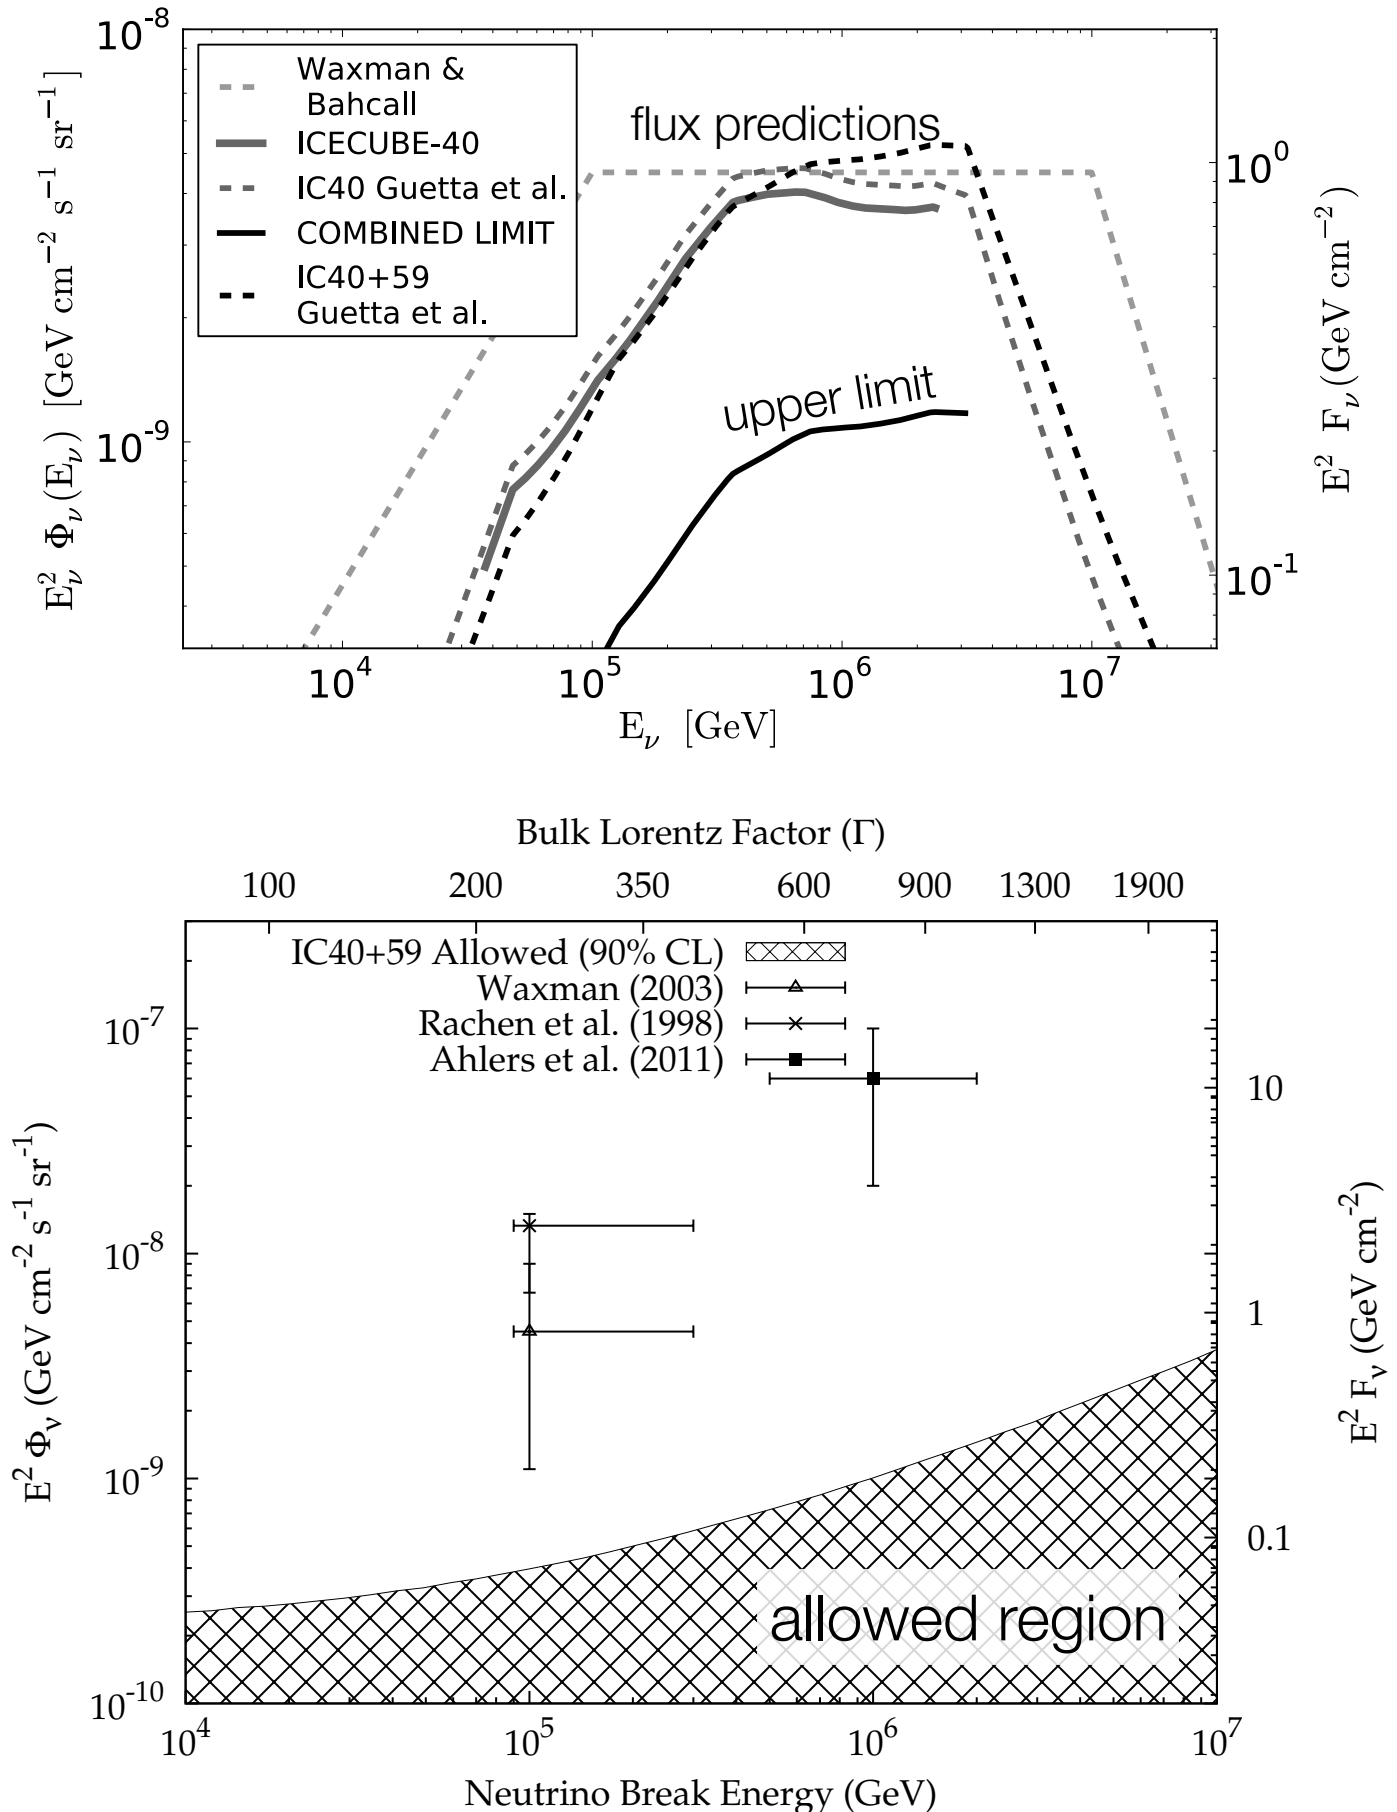 10^-8
Waxman &
Bahcall
ICECUBE-40
IC40 Guetta et al.
COMBINED LIMIT
IC40+59
Guetta et al.
flux predictions
upper limit
10^0
10^-9
10^-1
E_ν^2 Φ_ν(E_ν) [GeV cm^−2 s^−1 sr^−1]
E^2 F_ν(GeV cm^−2)
10^4 10^5 10^6 10^7
E_ν [GeV]
Bulk Lorentz Factor (Γ)
100 200 350 600 900 1300 1900
IC40+59 Allowed (90% CL)
Waxman (2003)
Rachen et al. (1998)
Ahlers et al. (2011)
10^-7
10^-8
10^-9
10^-10
10
1
0.1
E^2 Φ_ν (GeV cm^-2 s^-1 sr^-1)
E^2 F_ν (GeV cm^-2)
allowed region
10^4 10^5 10^6 10^7
Neutrino Break Energy (GeV)